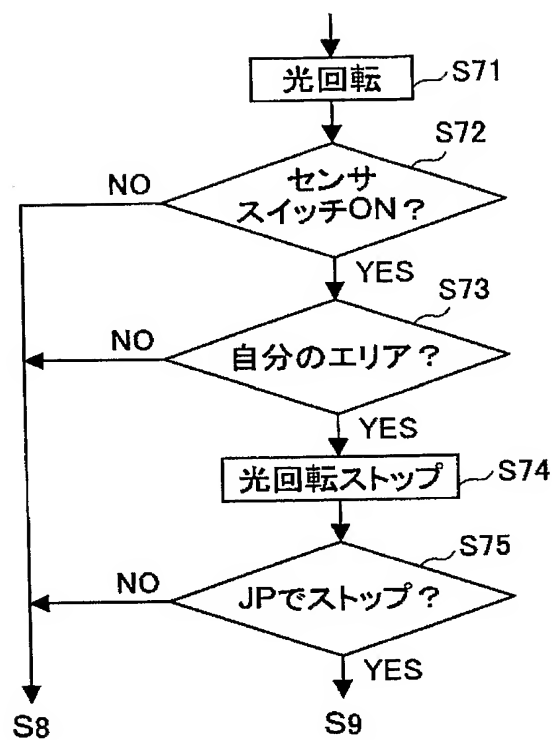 光回転
S71
S72
センサ
スイッチON？
NO
YES
S73
自分のエリア？
NO
YES
光回転ストップ
S74
S75
JPでストップ？
NO
YES
S8
S9